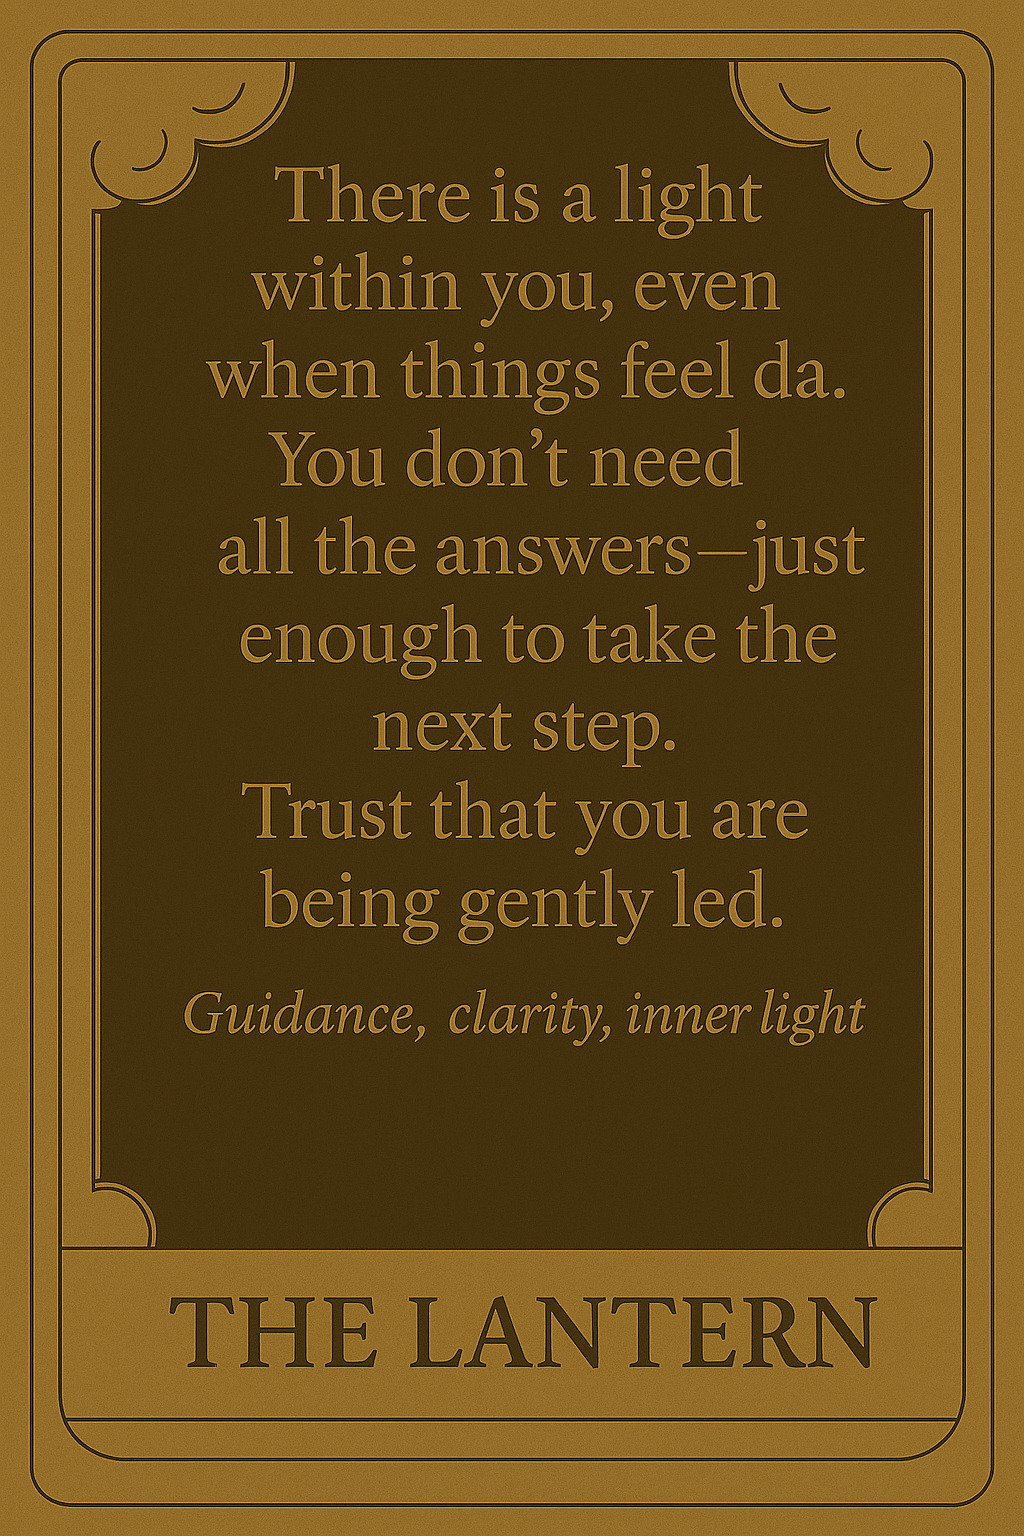 There is a light
within you, even
when things feel da.
You don’t need
all the answers—just
enough to take the
next step.
Trust that you are
being gently led.
Guidance, clarity, inner light
THE LANTERN